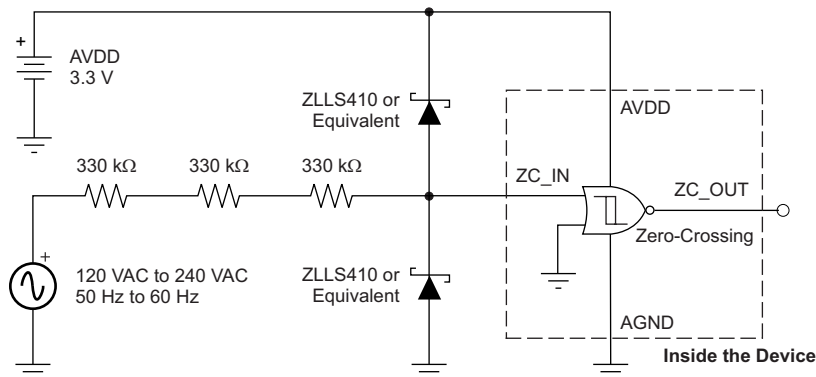 +
AVDD
3.3 V
ZLLS410 or
Equivalent
AVDD
330 kΩ
330 kΩ
330 kΩ
ZC_IN
ZC_OUT
Zero-Crossing
+
120 VAC to 240 VAC
50 Hz to 60 Hz
ZLLS410 or
Equivalent
AGND
Inside the Device